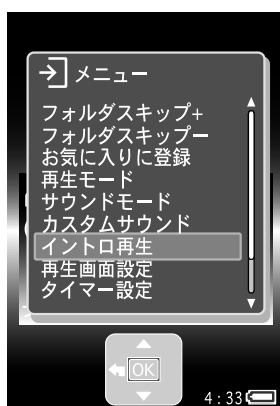 メニュー
フォルダスキップ+
フォルダスキップー
お気に入りに登録
再生モード
サウンドモード
カスタムサウンド
イントロ再生
再生画面設定
タイマー設定
OK
4:33